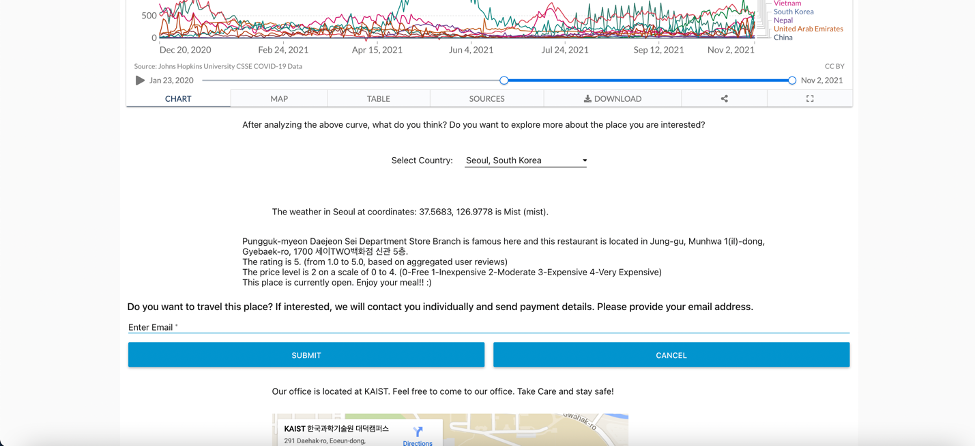 Vietnam
500
South Korea
Nepal
United Arab Emirates
0
China
Dec 20, 2020 Feb 24, 2021 Apr 15, 2021 Jun 4, 2021 Jul 24, 2021 Sep 12, 2021 Nov 2, 2021
Source: Johns Hopkins University CSSE COVID-19 Data CC BY
Jan 23, 2020 Nov 2, 2021
CHART MAP TABLE SOURCES DOWNLOAD
After analyzing the above curve, what do you think? Do you want to explore more about the place you are interested?
Select Country: Seoul, South Korea
The weather in Seoul at coordinates: 37.5683, 126.9778 is Mist (mist).
Pungguk-myeon Daejeon Sei Department Store Branch is famous here and this restaurant is located in Jung-gu, Munhwa 1(il)-dong,
Gyebaek-ro, 1700 세이TWO백화점 신관 5층.
The rating is 5. (from 1.0 to 5.0, based on aggregated user reviews)
The price level is 2 on a scale of 0 to 4. (0-Free 1-Inexpensive 2-Moderate 3-Expensive 4-Very Expensive)
This place is currently open. Enjoy your meal!! :)
Do you want to travel this place? If interested, we will contact you individually and send payment details. Please provide your email address.
Enter Email *
SUBMIT CANCEL
Our office is located at KAIST. Feel free to come to our office. Take Care and stay safe!
KAIST 한국과학기술원 대덕캠퍼스
291 Daehak-ro, Eoeun-dong,
Directions